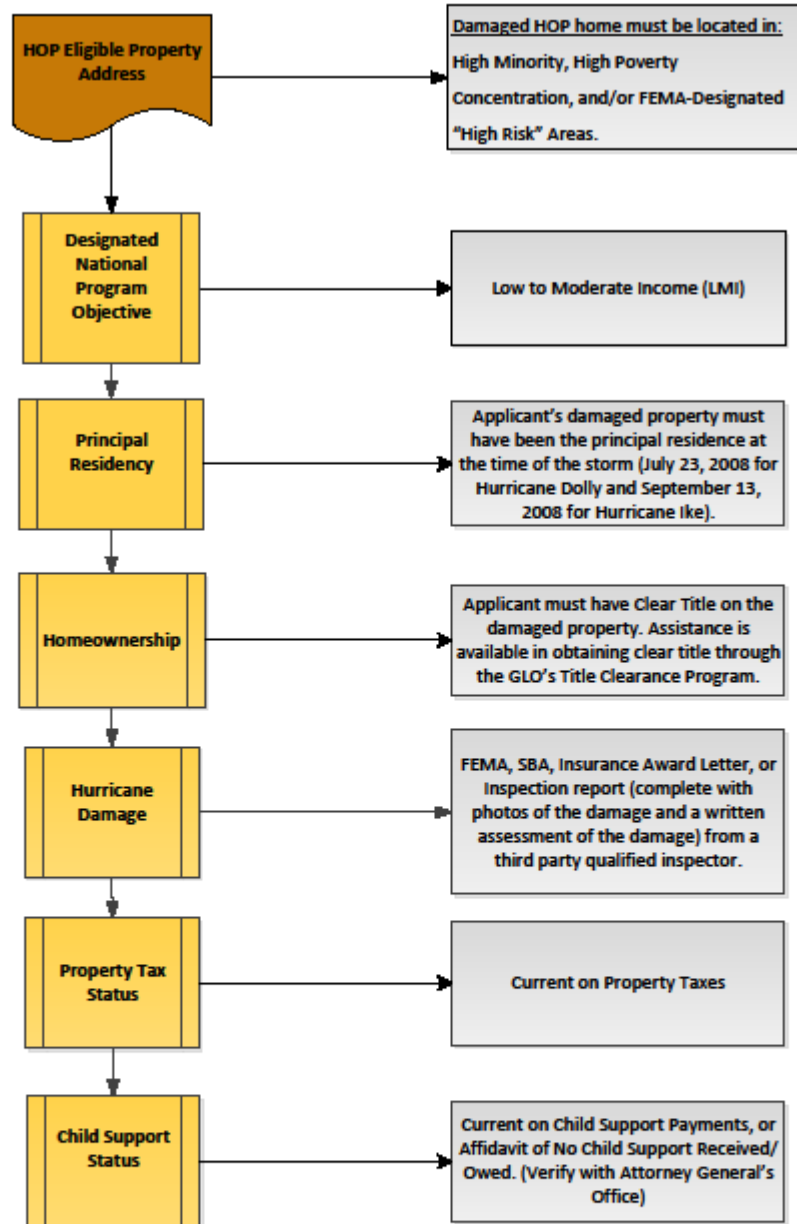 HOP Eligible Property
Address
Damaged HOP home must be located in:
High Minority, High Poverty
Concentration, and/or FEMA-Designated
“High Risk” Areas.
Designated
National
Program
Objective
Low to Moderate Income (LMI)
Principal
Residency
Applicant’s damaged property must
have been the principal residence at
the time of the storm (July 23, 2008 for
Hurricane Dolly and September 13,
2008 for Hurricane Ike).
Homeownership
Applicant must have Clear Title on the
damaged property. Assistance is
available in obtaining clear title through
the GLO’s Title Clearance Program.
Hurricane
Damage
FEMA, SBA, Insurance Award Letter, or
Inspection report (complete with
photos of the damage and a written
assessment of the damage) from a
third party qualified inspector.
Property Tax
Status
Current on Property Taxes
Child Support
Status
Current on Child Support Payments, or
Affidavit of No Child Support Received/
Owed. (Verify with Attorney General’s
Office)